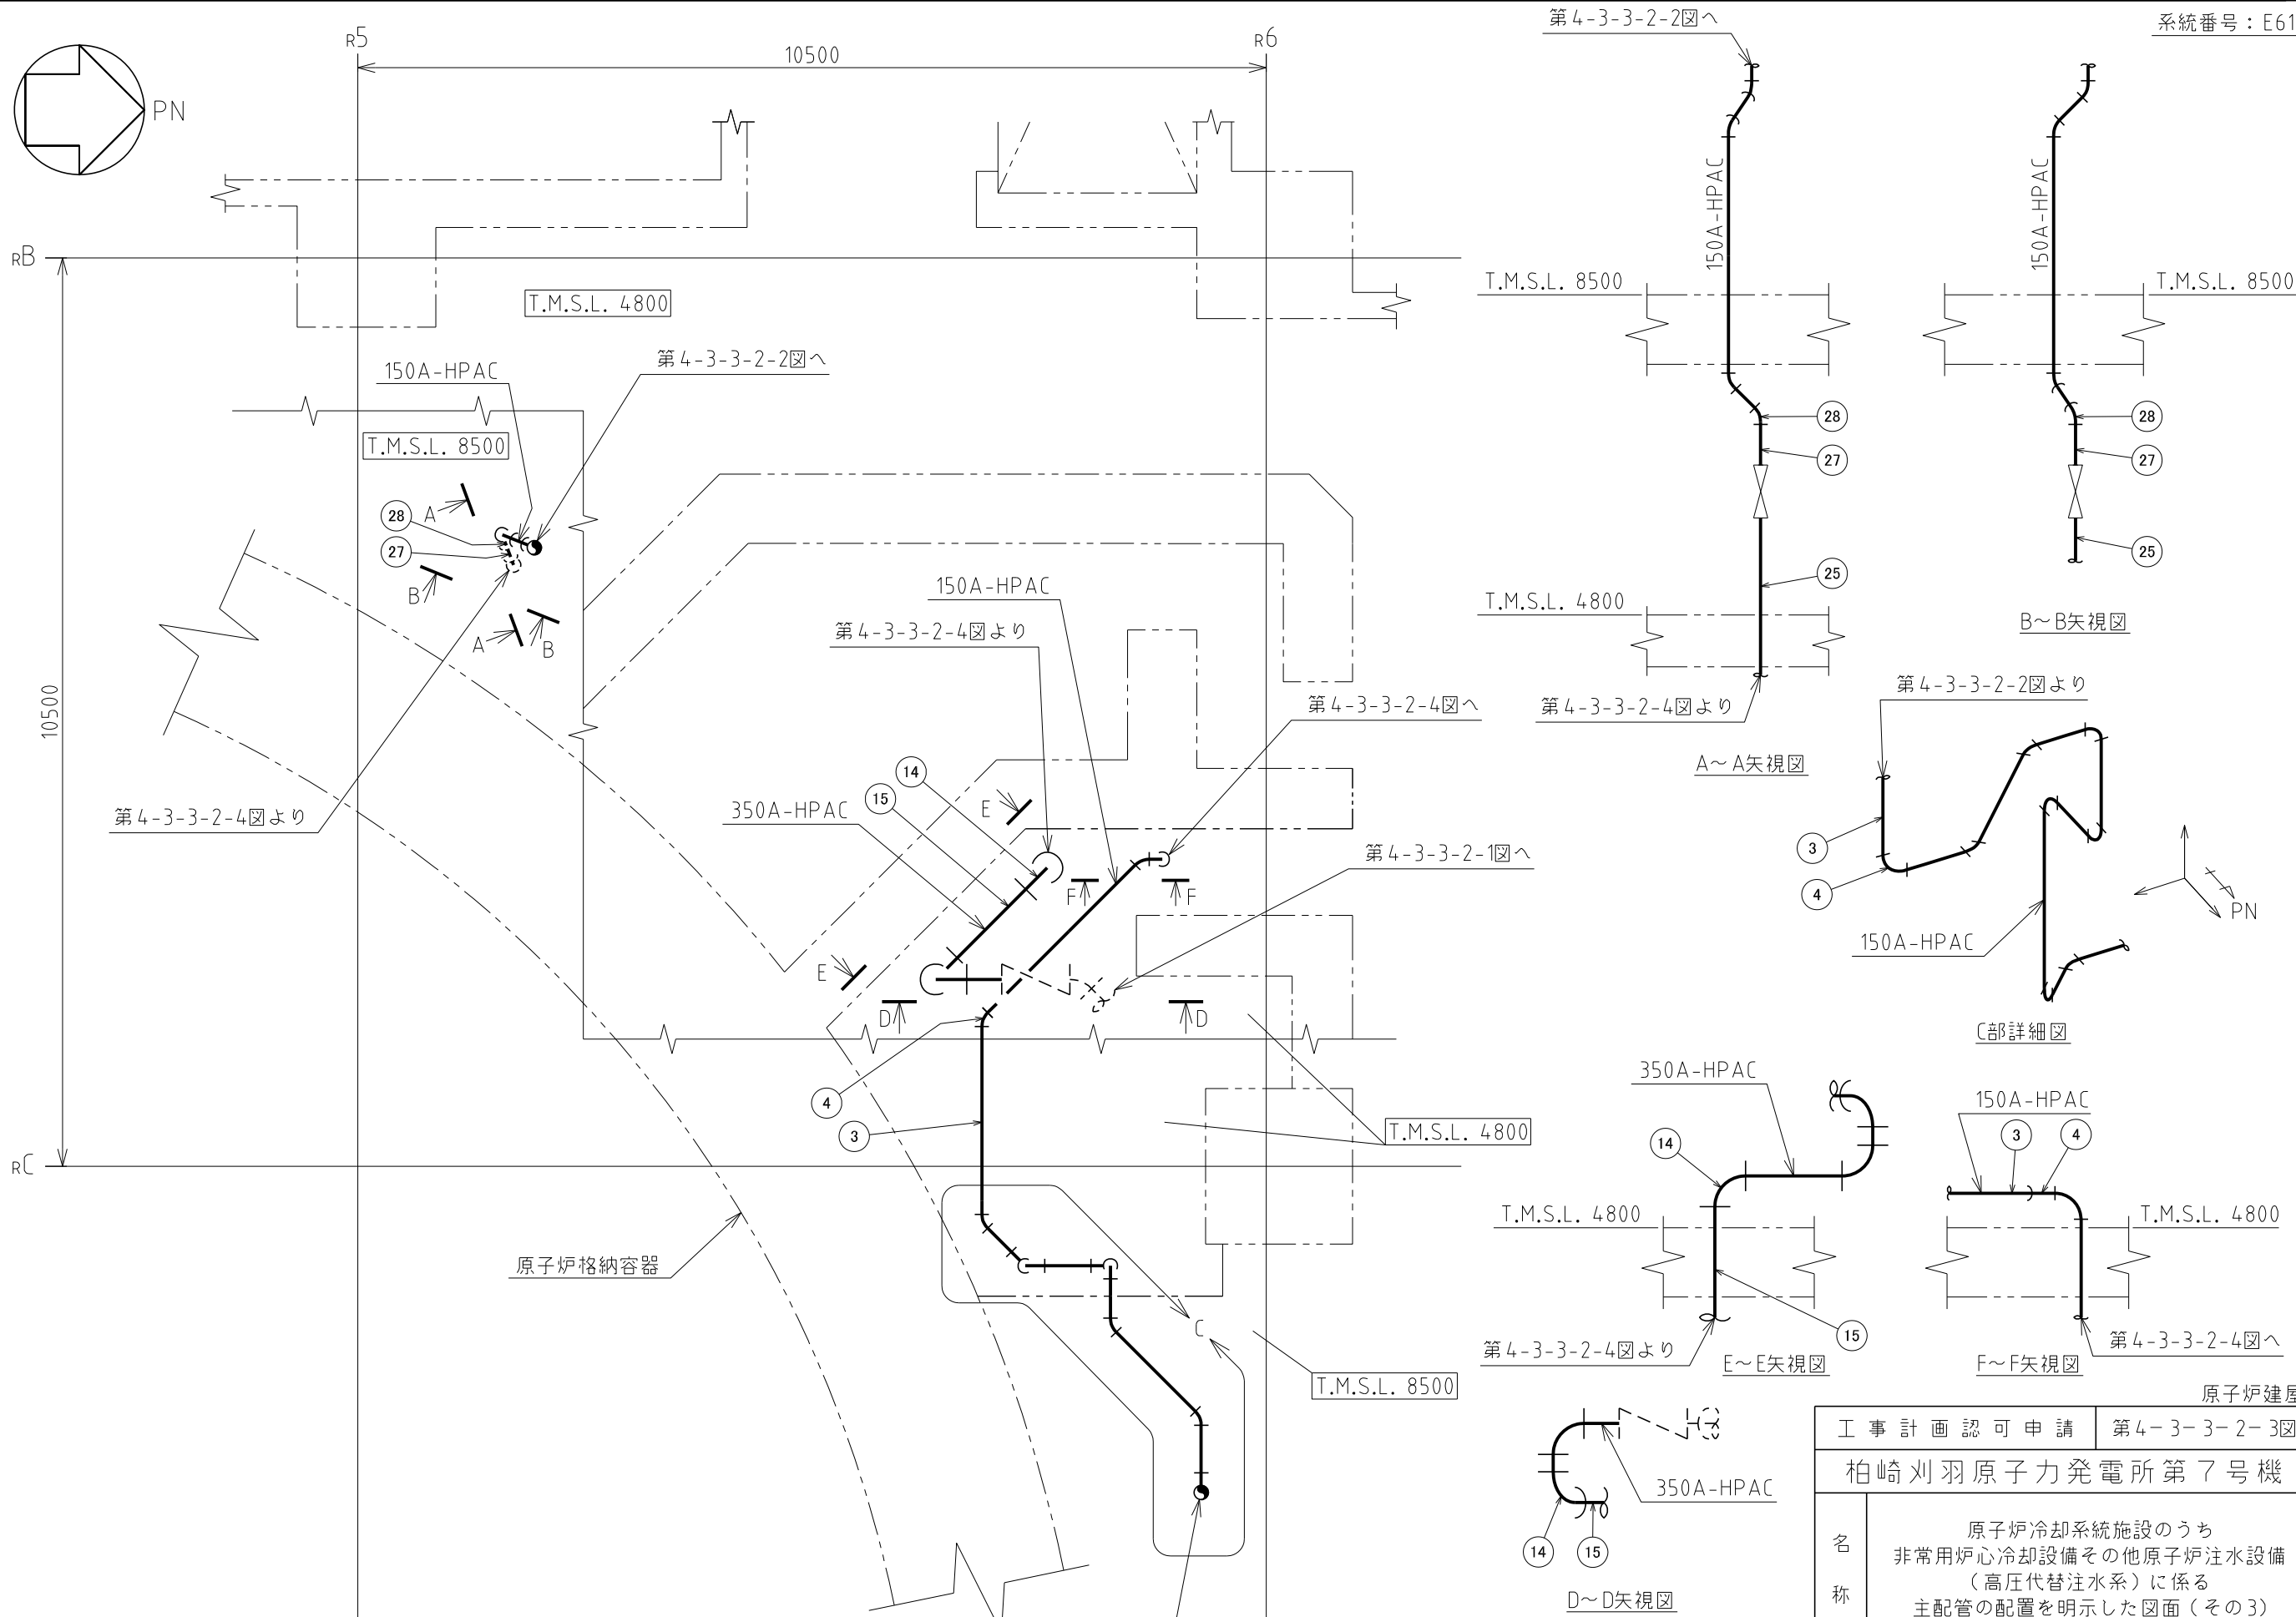 系統番号：E61
第4-3-3-2-2図へ
R5
10500
R6
PN
RB
T.M.S.L. 4800
150A-HPAC
第4-3-3-2-2図へ
T.M.S.L. 8500
28
A
27
B
A
B
10500
第4-3-3-2-4図より
150A-HPAC
第4-3-3-2-4図より
第4-3-3-2-4図へ
14
15
350A-HPAC
E
第4-3-3-2-1図へ
F
F
E
D
D
4
3
T.M.S.L. 4800
RC
原子炉格納容器
C
T.M.S.L. 8500
150A-HPAC
T.M.S.L. 8500
28
27
25
T.M.S.L. 4800
第4-3-3-2-4図より
A～A矢視図
150A-HPAC
T.M.S.L. 8500
28
27
25
B～B矢視図
第4-3-3-2-2図より
3
4
150A-HPAC
PN
C部詳細図
350A-HPAC
14
T.M.S.L. 4800
15
第4-3-3-2-4図より
E～E矢視図
150A-HPAC
3
4
T.M.S.L. 4800
第4-3-3-2-4図へ
F～F矢視図
350A-HPAC
14
15
D～D矢視図
原子炉建屋
工事計画認可申請
第4-3-3-2-3図
柏崎刈羽原子力発電所第7号機
名称
原子炉冷却系統施設のうち
非常用炉心冷却設備その他原子炉注水設備
（高圧代替注水系）に係る
主配管の配置を明示した図面（その3）